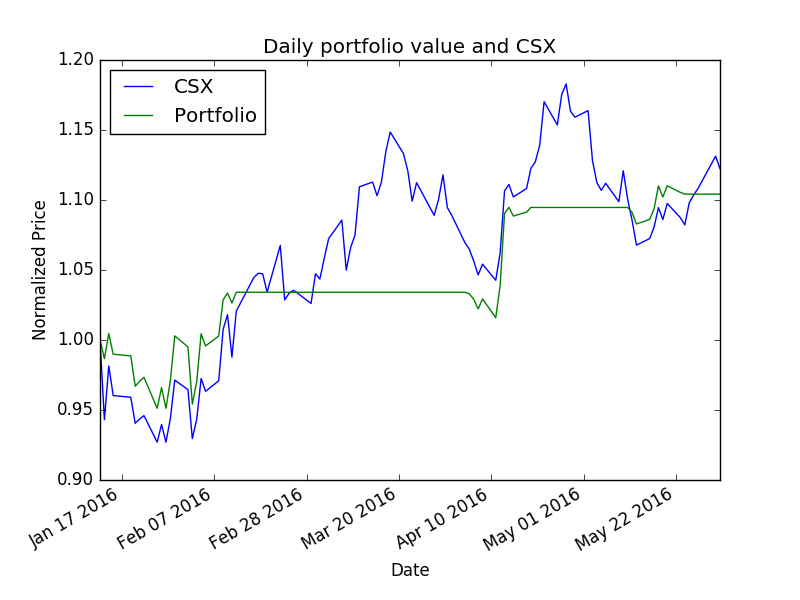 Daily portfolio value and CSX
1.20
1.15
1.10
1.05
1.00
0.95
0.90
Normalized Price
CSX
Portfolio
Jan 17 2016
Feb 07 2016
Feb 28 2016
Mar 20 2016
Apr 10 2016
May 01 2016
May 22 2016
Date